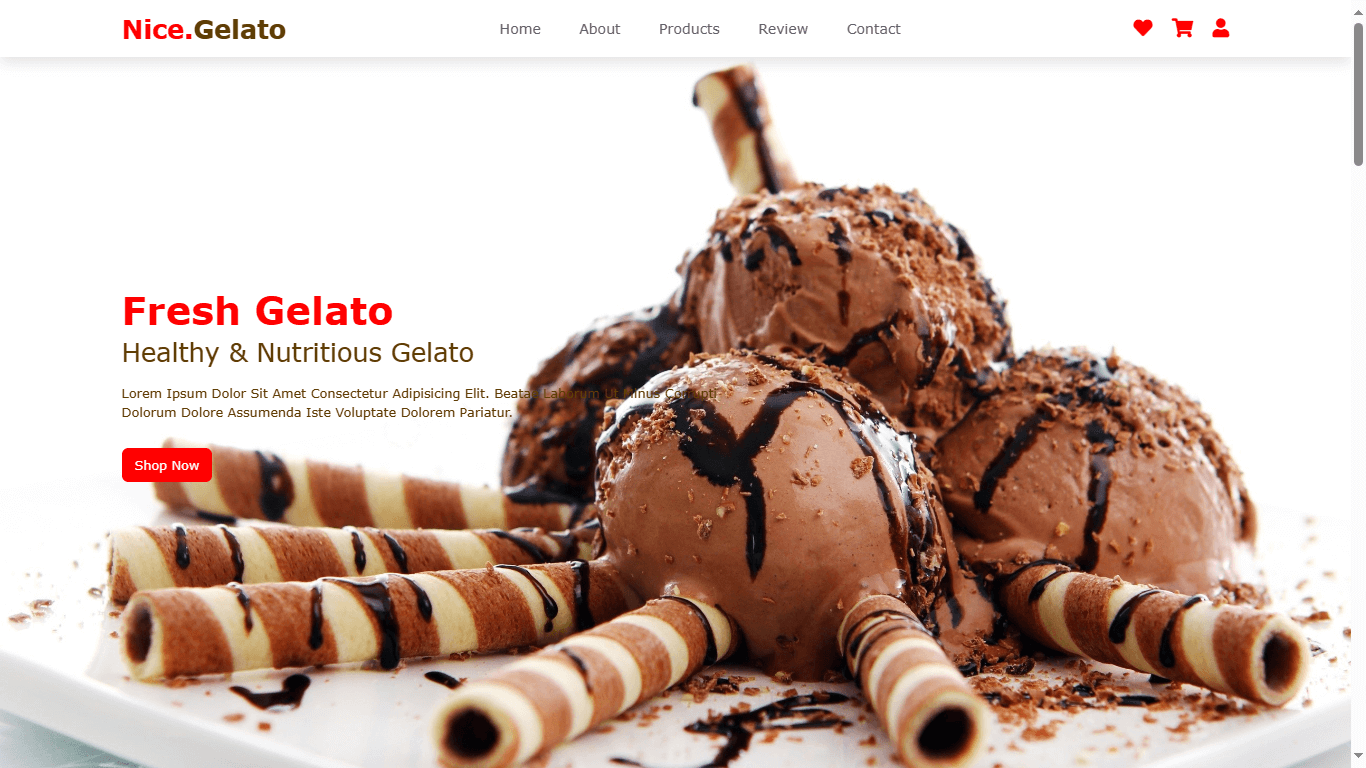 Nice.Gelato
Home About Products Review Contact
Fresh Gelato
Healthy & Nutritious Gelato
Lorem Ipsum Dolor Sit Amet Consectetur Adipisicing Elit. Beatae Laborum Ut Minus Corrupti
Dolorum Dolore Assumenda Iste Voluptate Dolorem Pariatur.
Shop Now